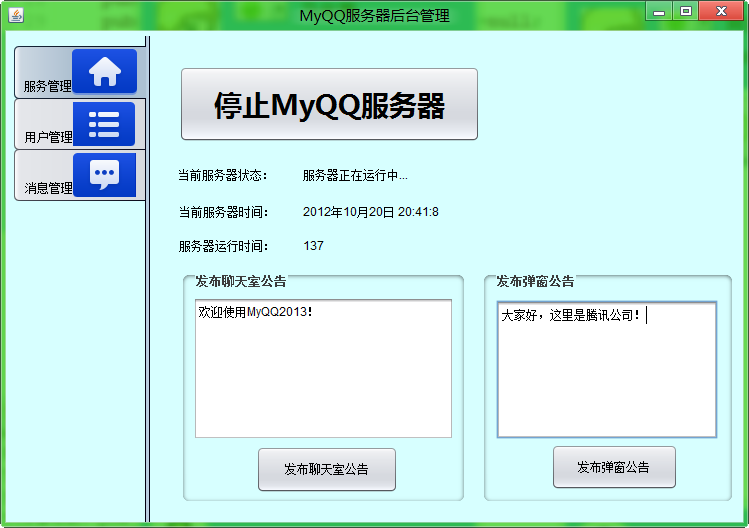 MyQQ服务器后台管理
服务管理
用户管理
消息管理
停止MyQQ服务器
当前服务器状态： 服务器正在运行中...
当前服务器时间： 2012年10月20日 20:41:8
服务器运行时间： 137
发布聊天室公告
欢迎使用MyQQ2013！
发布聊天室公告
发布弹窗公告
大家好，这里是腾讯公司！
发布弹窗公告